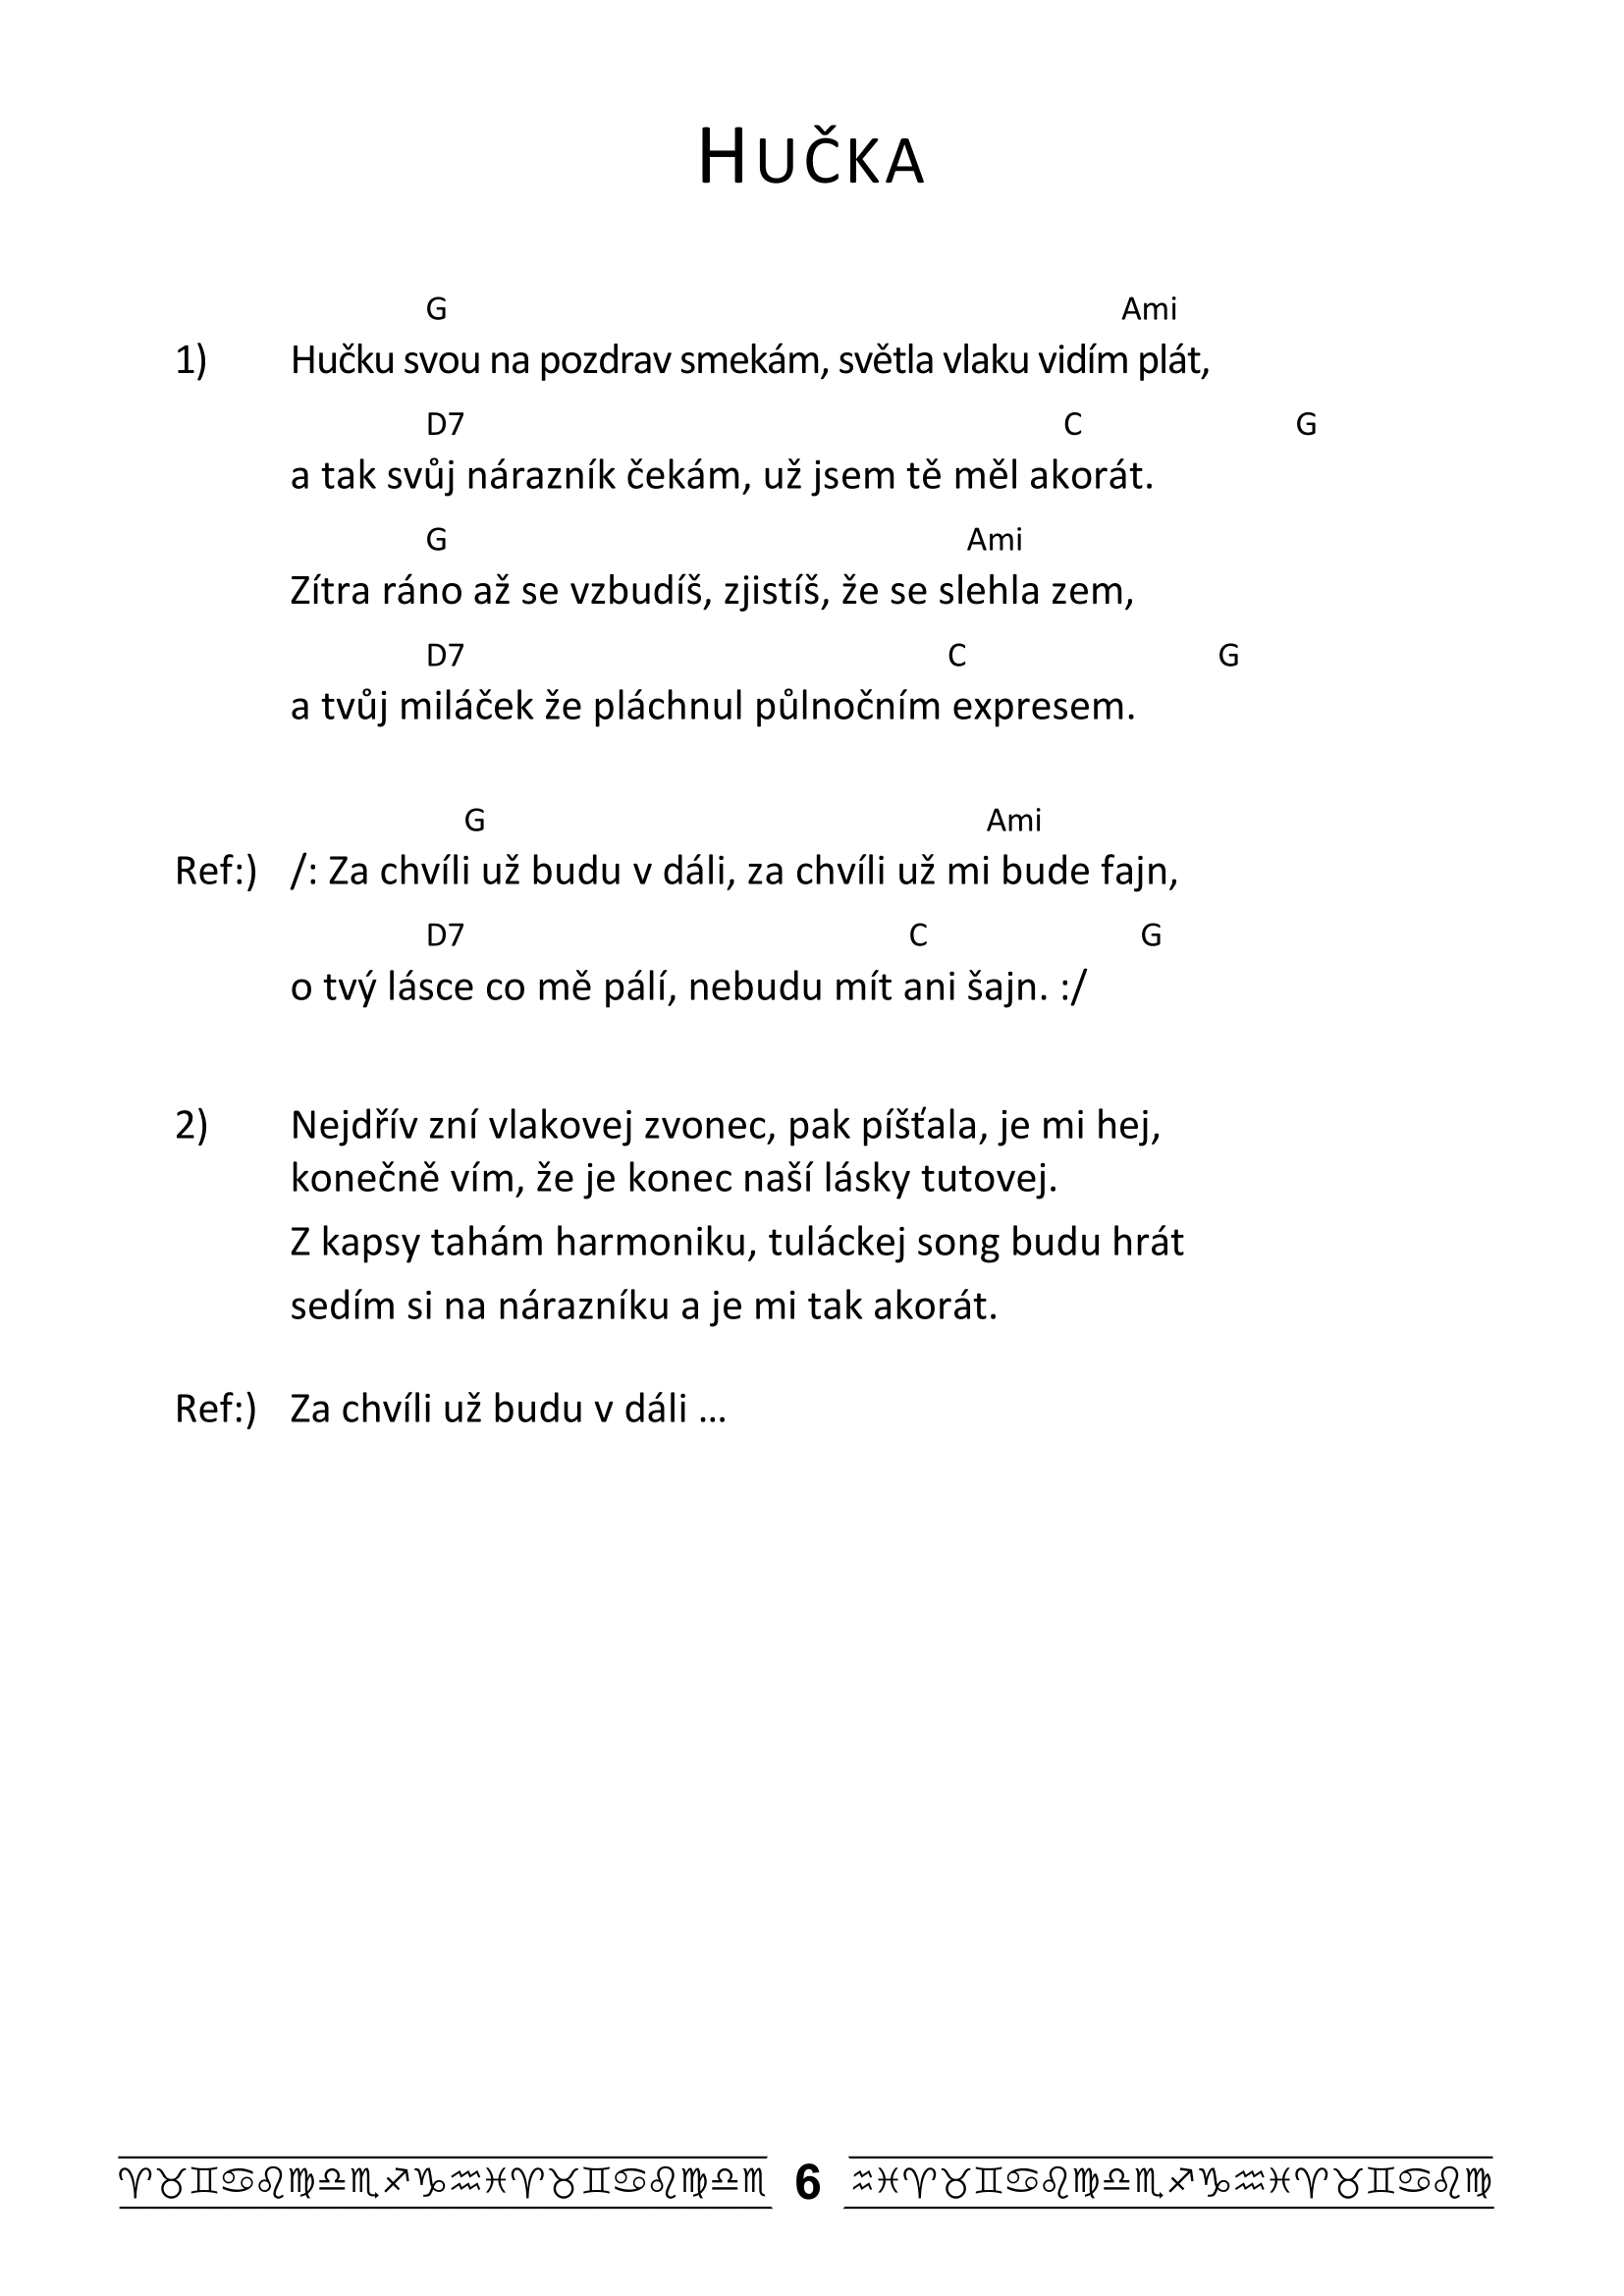 HUČKA
G Ami
1) Hučku svou na pozdrav smekám, světla vlaku vidím plát,
D7 C G
a tak svůj nárazník čekám, už jsem tě měl akorát.
G Ami
Zítra ráno až se vzbudíš, zjistíš, že se slehla zem,
D7 C G
a tvůj miláček že pláchnul půlnočním expresem.
G Ami
Ref:) /: Za chvíli už budu v dáli, za chvíli už mi bude fajn,
D7 C G
o tvý lásce co mě pálí, nebudu mít ani šajn. :/
2) Nejdřív zní vlakovej zvonec, pak píšťala, je mi hej,
konečně vím, že je konec naší lásky tutovej.
Z kapsy tahám harmoniku, tuláckej song budu hrát
sedím si na nárazníku a je mi tak akorát.
Ref:) Za chvíli už budu v dáli …
♈♉♊♋♌♍♎♏♐♑♒♓♈♉♊♋♌♍♎♏ 6 ♒♓♈♉♊♋♌♍♎♏♐♑♒♓♈♉♊♋♌♍